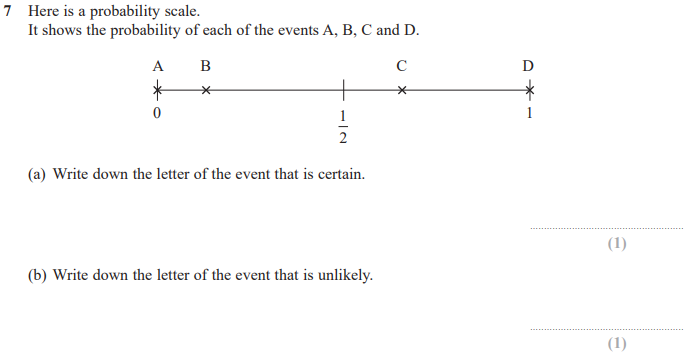 7 Here is a probability scale.
It shows the probability of each of the events A, B, C and D.
A B C D
0 1/2 1
(a) Write down the letter of the event that is certain.
(1)
(b) Write down the letter of the event that is unlikely.
(1)